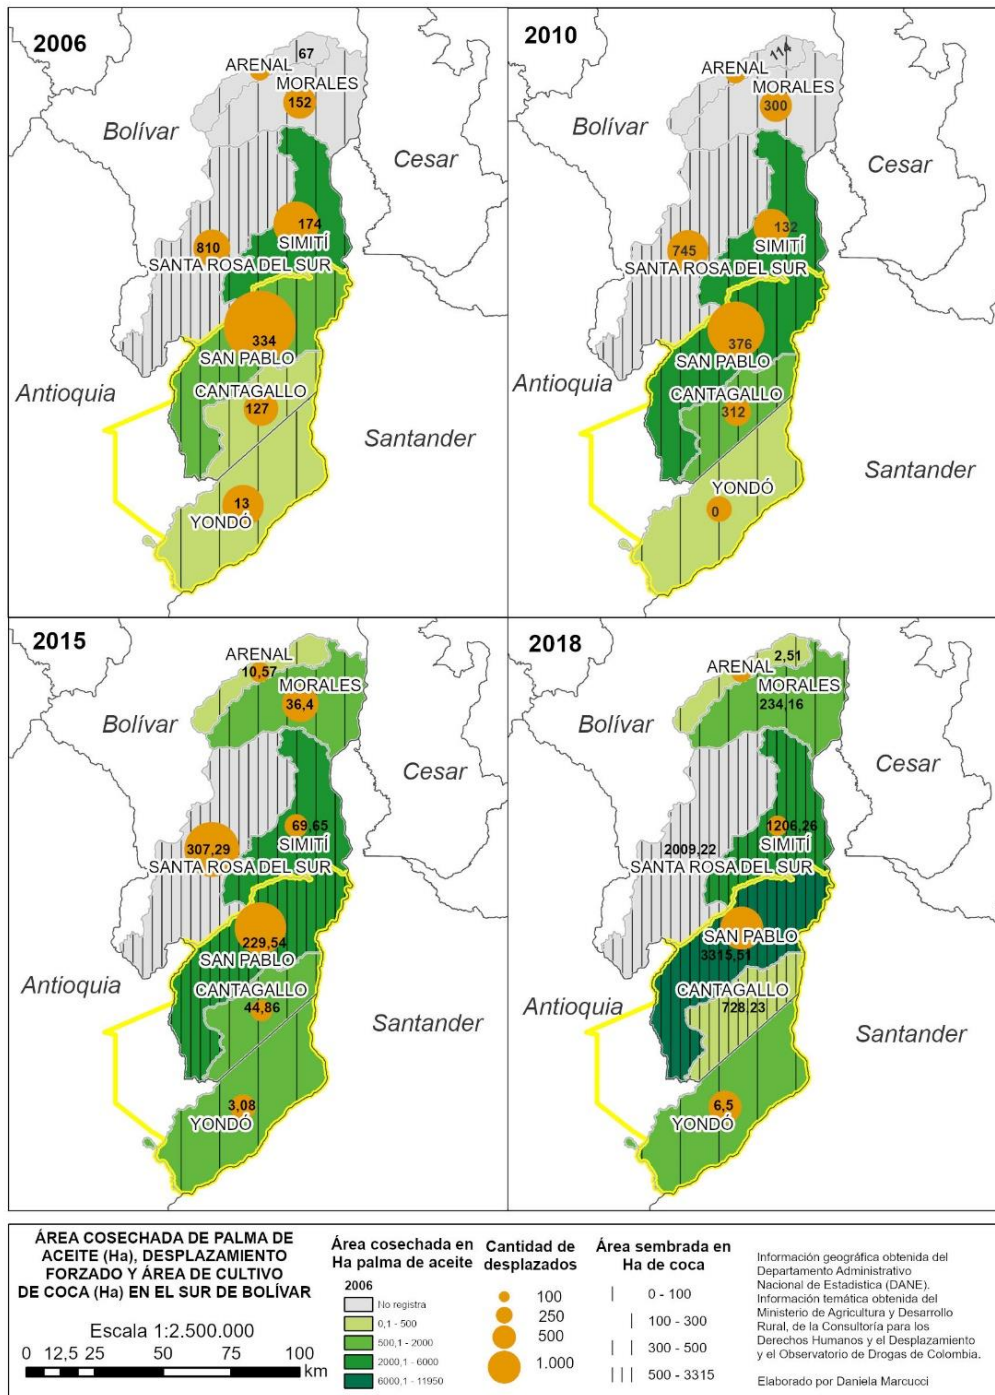 2006
67
ARENAL
MORALES
152
Bolívar
Cesar
174
SIMITÍ
810
SANTA ROSA DEL SUR
334
SAN PABLO
Antioquia
CANTAGALLO
127
Santander
13
YONDÓ
2010
114
ARENAL
MORALES
300
Bolívar
Cesar
132
SIMITÍ
745
SANTA ROSA DEL SUR
376
SAN PABLO
Antioquia
CANTAGALLO
312
Santander
YONDÓ
0
2015
ARENAL
10,57
MORALES
36,4
Bolívar
Cesar
69,65
SIMITÍ
307,29
SANTA ROSA DEL SUR
229,54
SAN PABLO
Antioquia
CANTAGALLO
44,86
Santander
3,08
YONDÓ
2018
2,51
ARENAL
MORALES
234,16
Bolívar
Cesar
1206,26
SIMITÍ
2009,22
SANTA ROSA DEL SUR
SAN PABLO
3315,51
Antioquia
CANTAGALLO
728,23
Santander
6,5
YONDÓ
ÁREA COSECHADA DE PALMA DE
ACEITE (Ha), DESPLAZAMIENTO
FORZADO Y ÁREA DE CULTIVO
DE COCA (Ha) EN EL SUR DE BOLÍVAR
Escala 1:2.500.000
0 12,5 25 50 75 100
km
Área cosechada en
Ha palma de aceite
2006
No registra
0,1 - 500
500,1 - 2000
2000,1 - 6000
6000,1 - 11950
Cantidad de
desplazados
100
250
500
1.000
Área sembrada en
Ha de coca
0 - 100
100 - 300
300 - 500
500 - 3315
Información geográfica obtenida del
Departamento Administrativo
Nacional de Estadística (DANE).
Información temática obtenida del
Ministerio de Agricultura y Desarrollo
Rural, de la Consultoría para los
Derechos Humanos y el Desplazamiento
y el Observatorio de Drogas de Colombia.
Elaborado por Daniela Marcucci